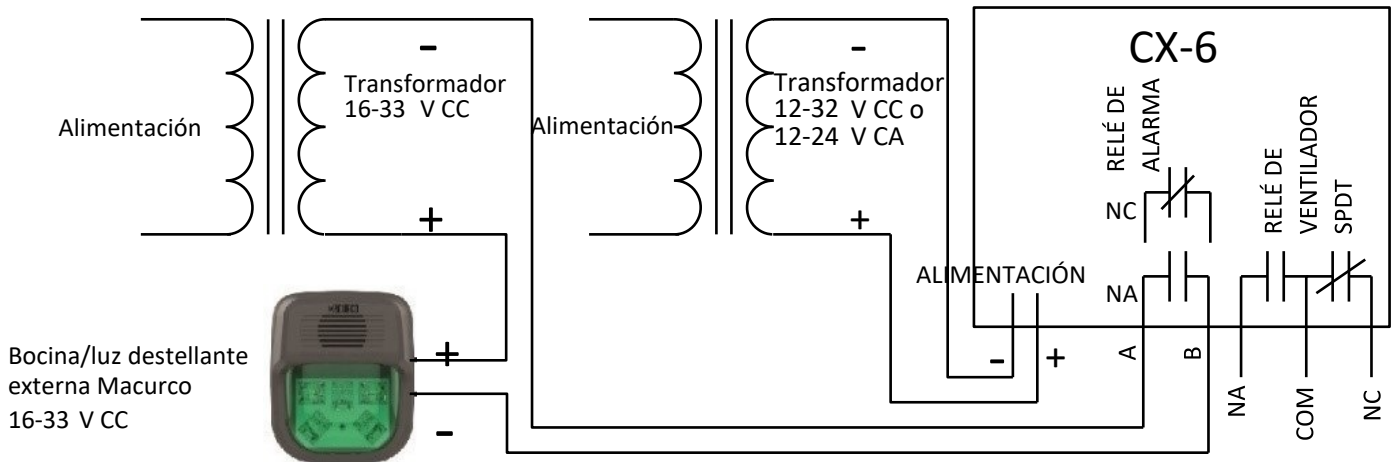 CX-6
-
-
Transformador
16-33 V CC
Transformador
12-32 V CC o
12-24 V CA
Alimentación
Alimentación
RELÉ DE
ALARMA
RELÉ DE
VENTILADOR
SPDT
NC
+
+
ALIMENTACIÓN
NA
Bocina/luz destellante
externa Macurco
16-33 V CC
+
-
-
+
A
B
NA
COM
NC